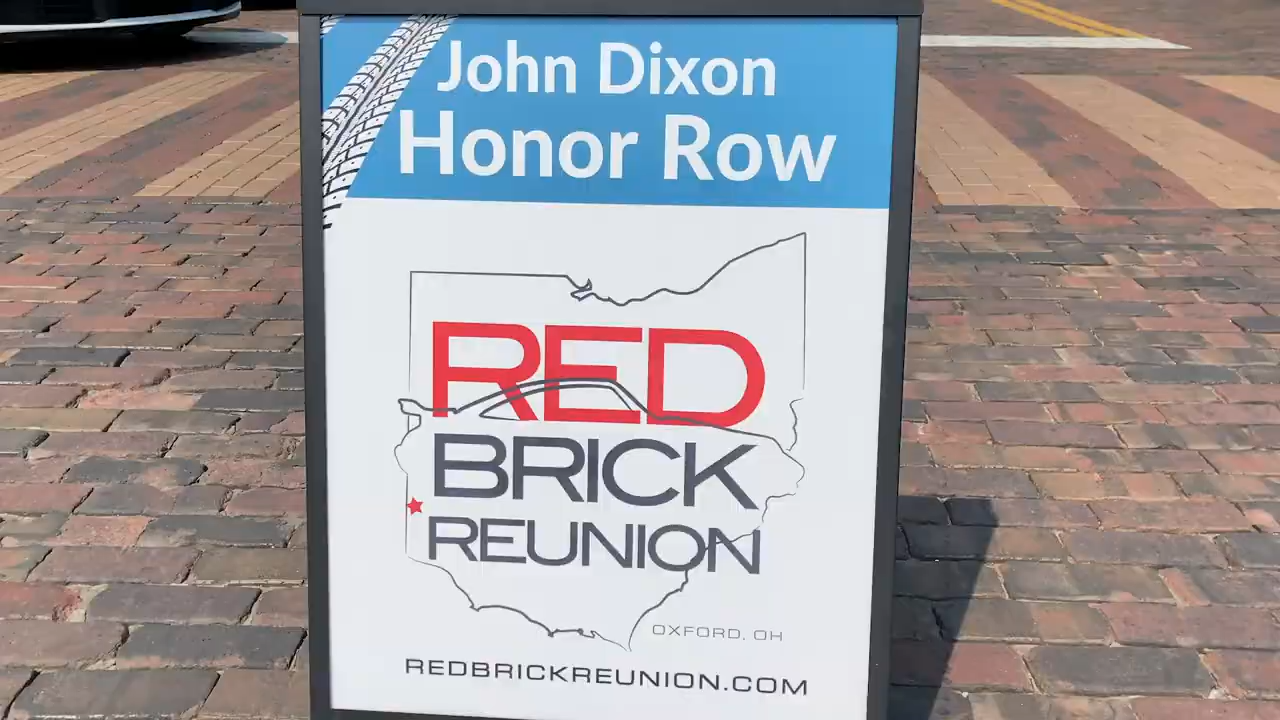 John Dixon
Honor Row
RED
BRICK
REUNION
OXFORD, OH
REDBRICKREUNION.COM